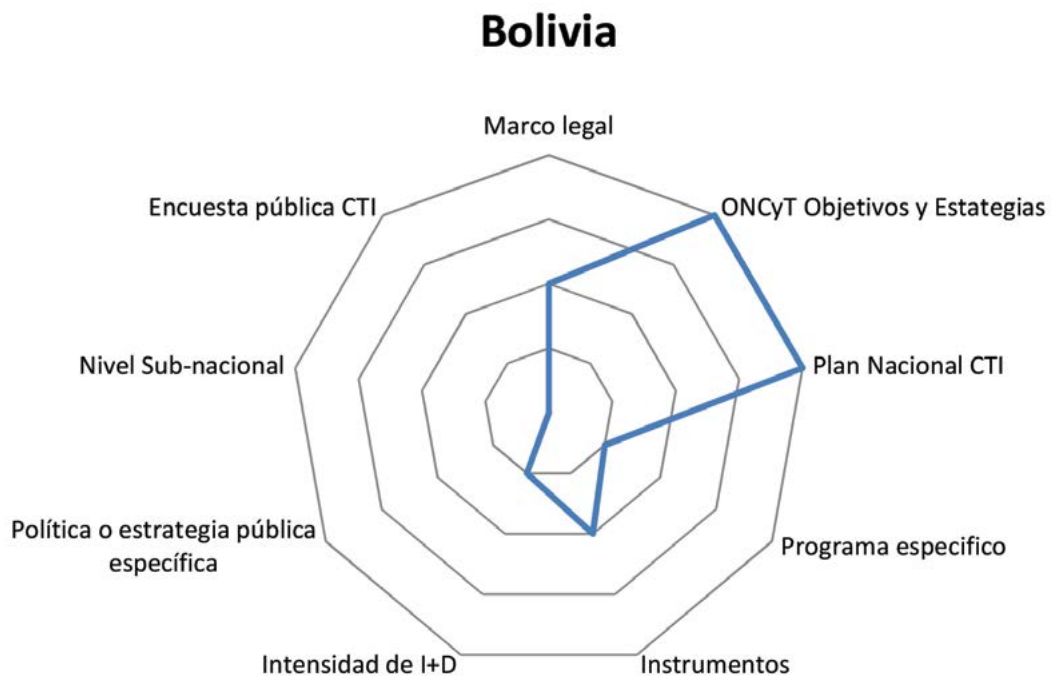 Bolivia
Marco legal
ONCyT Objetivos y Estategias
Plan Nacional CTI
Programa especifico
Instrumentos
Intensidad de I+D
Política o estrategia pública
específica
Nivel Sub-nacional
Encuesta pública CTI